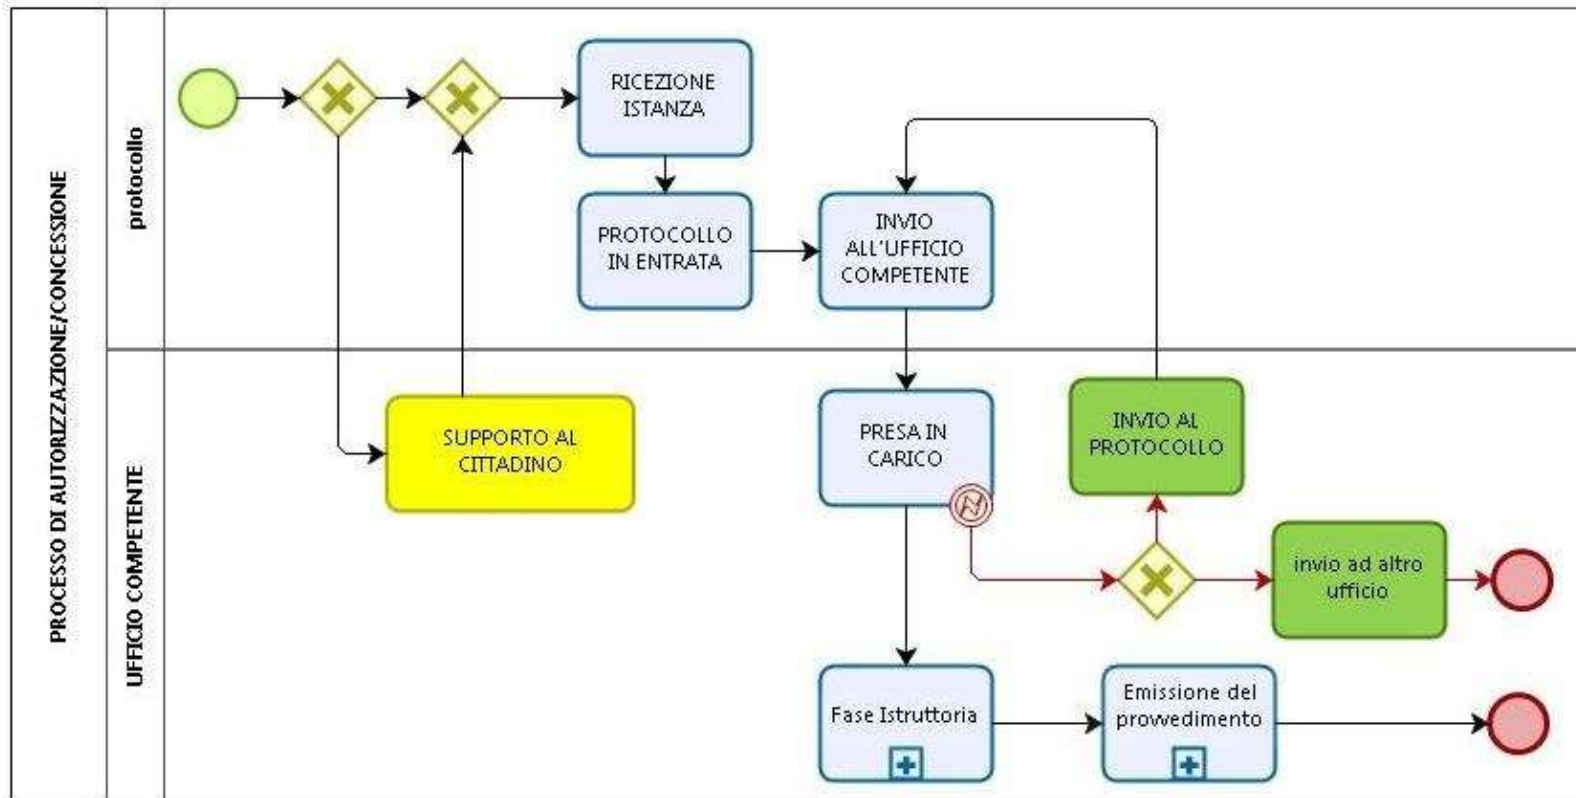 PROCESSO DI AUTORIZZAZIONE/CONCESSIONE
protocollo
RICEZIONE
ISTANZA
PROTOCOLLO
IN ENTRATA
INVIO
ALL'UFFICIO
COMPETENTE
UFFICIO COMPETENTE
SUPPORTO AL
CITTADINO
PRESA IN
CARICO
INVIO AL
PROTOCOLLO
invio ad altro
ufficio
Fase Istruttoria
Emissione del
provvedimento